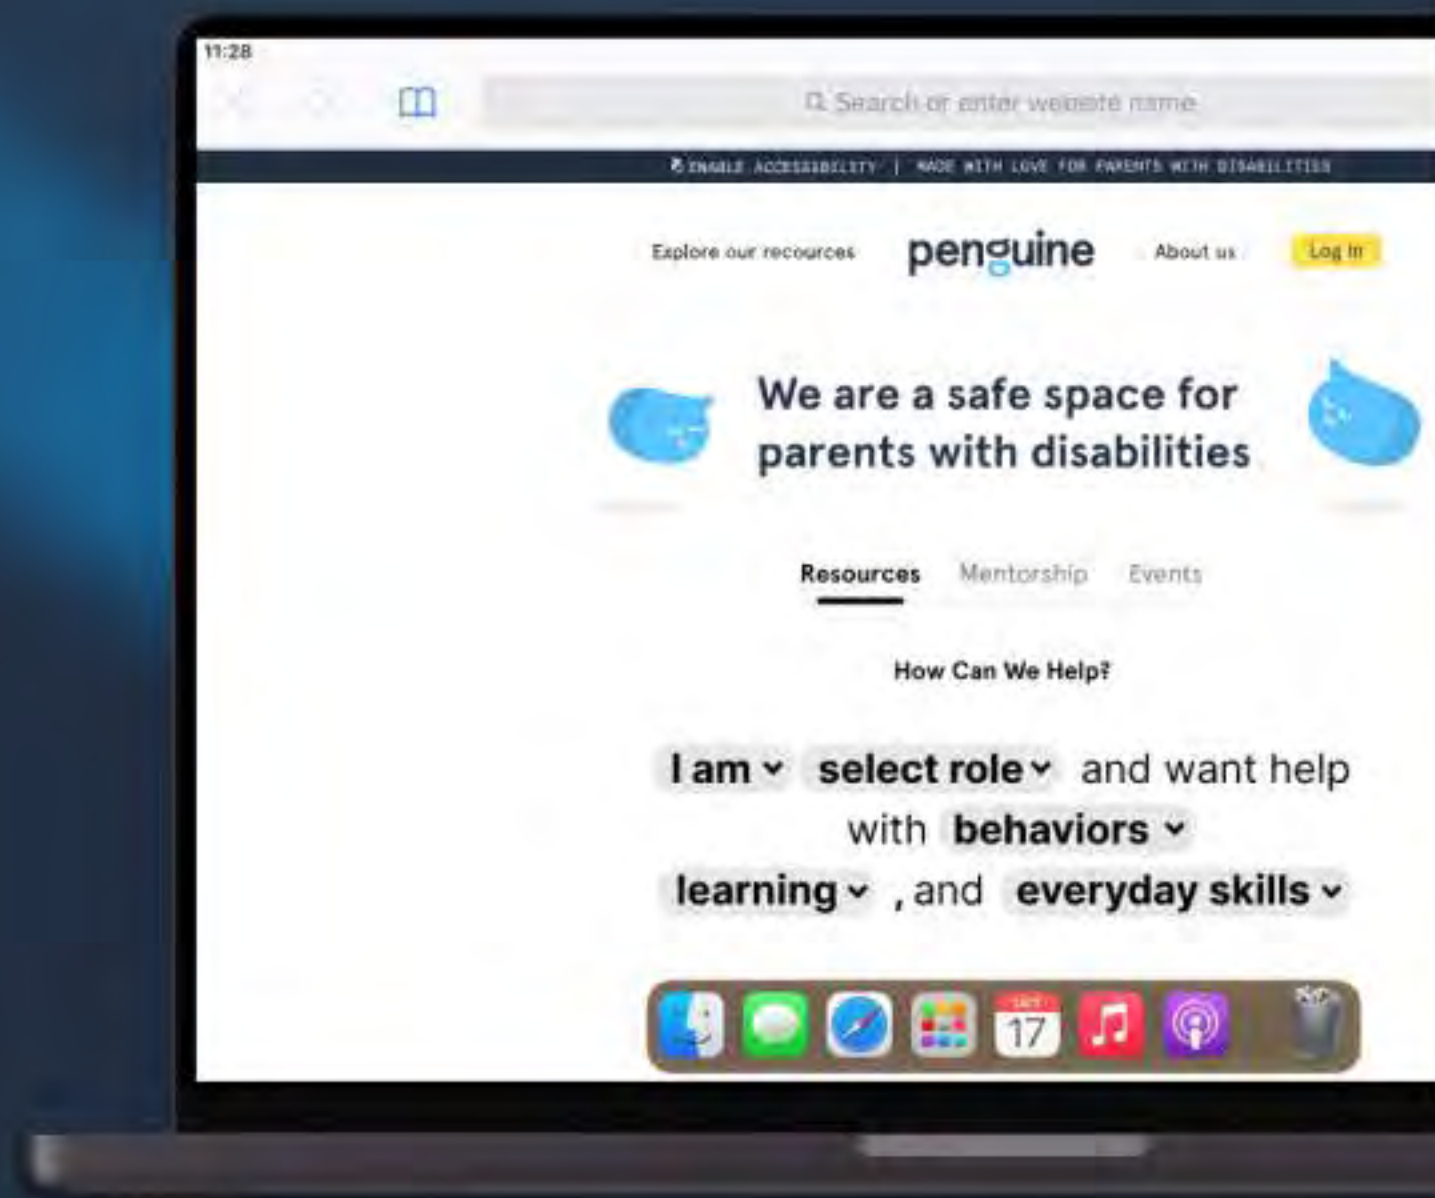 11:28
Search or enter website name
ENABLE ACCESSIBILITY | MADE WITH LOVE FOR PARENTS WITH DISABILITIES
Explore our recources penguine About us Log In
We are a safe space for
parents with disabilities
Resources Mentorship Events
How Can We Help?
I am select role and want help
with behaviors
learning , and everyday skills
OCT
17